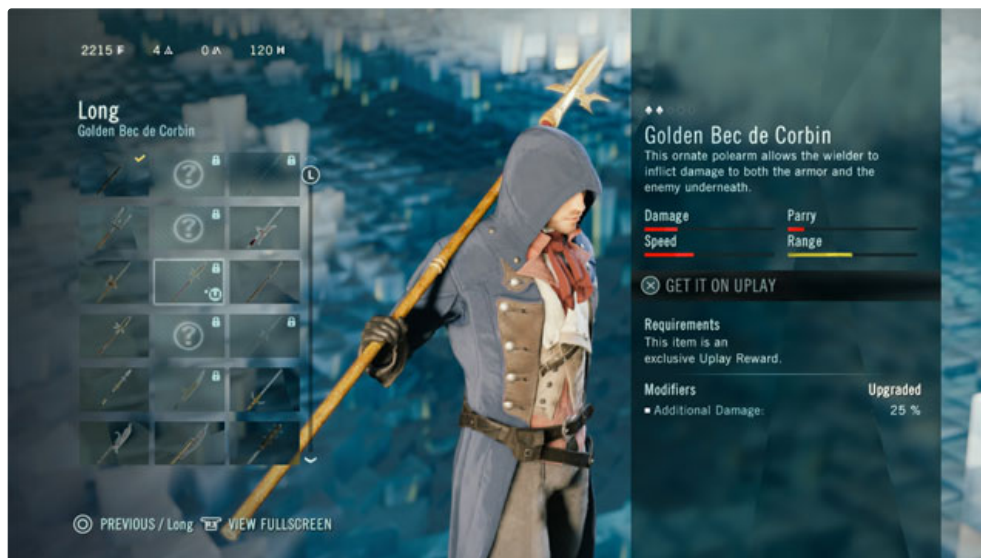 2215 F 4 0 120 H
Long
Golden Bec de Corbin
?
L
?
?
PREVIOUS / Long R3 VIEW FULLSCREEN
Golden Bec de Corbin
This ornate polearm allows the wielder to
inflict damage to both the armor and the
enemy underneath.
Damage Parry
Speed Range
GET IT ON UPLAY
Requirements
This item is an
exclusive Uplay Reward.
Modifiers Upgraded
Additional Damage: 25 %